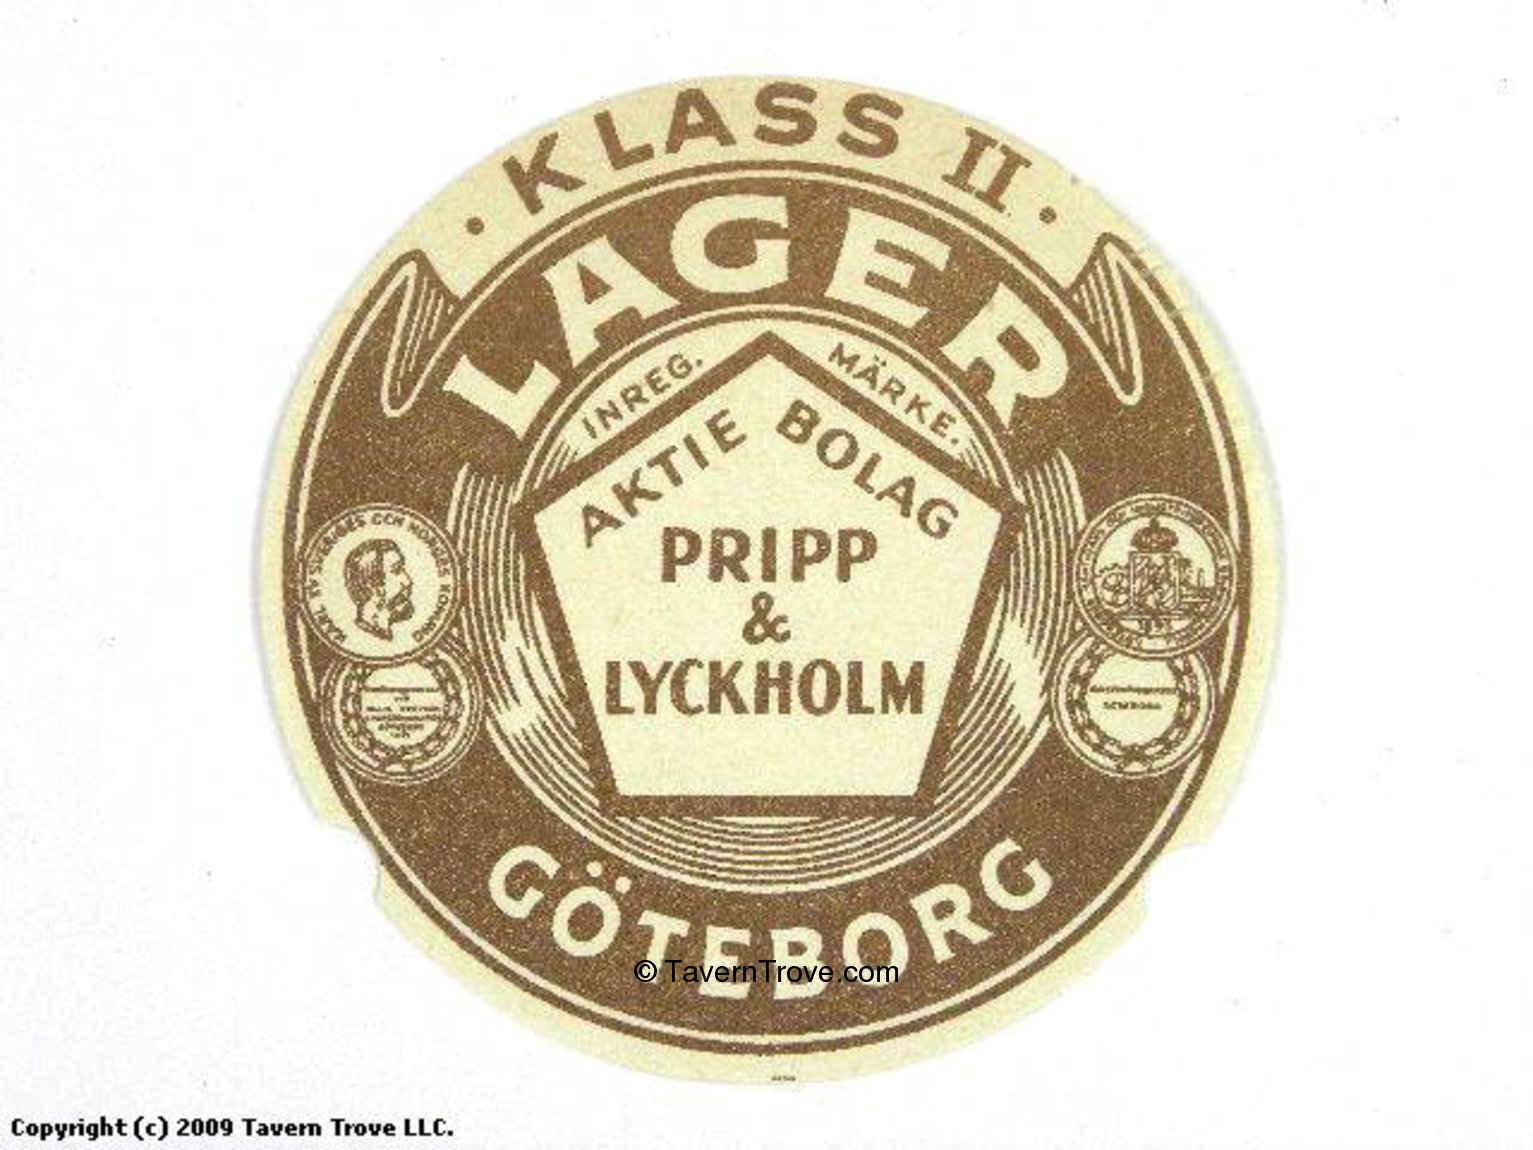 · KLASS II ·
LAGER
INREG. MÄRKE.
AKTIE BOLAG
PRIPP
&
LYCKHOLM
GÖTEBORG
© TavernTrove.com
Copyright (c) 2009 Tavern Trove LLC.